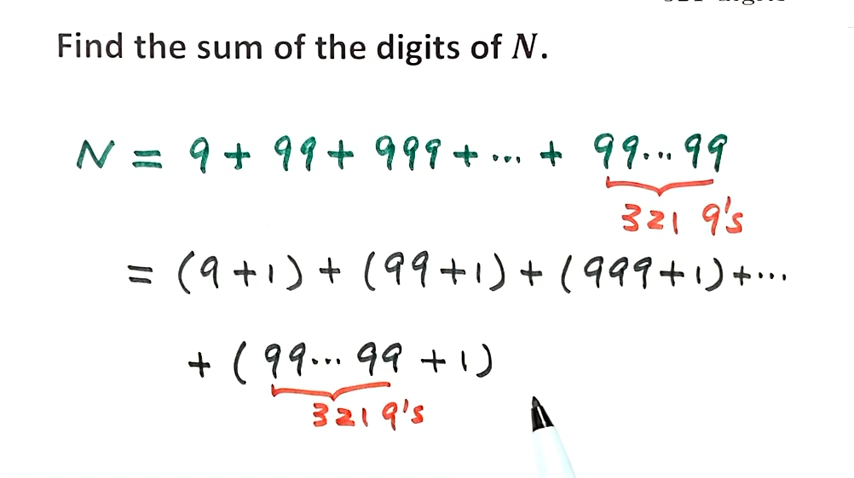 Find the sum of the digits of N.
N = 9 + 99 + 999 + ... + 99...99
321 9's
= (9+1) + (99+1) + (999+1) + ...
+ (99...99 + 1)
321 9's